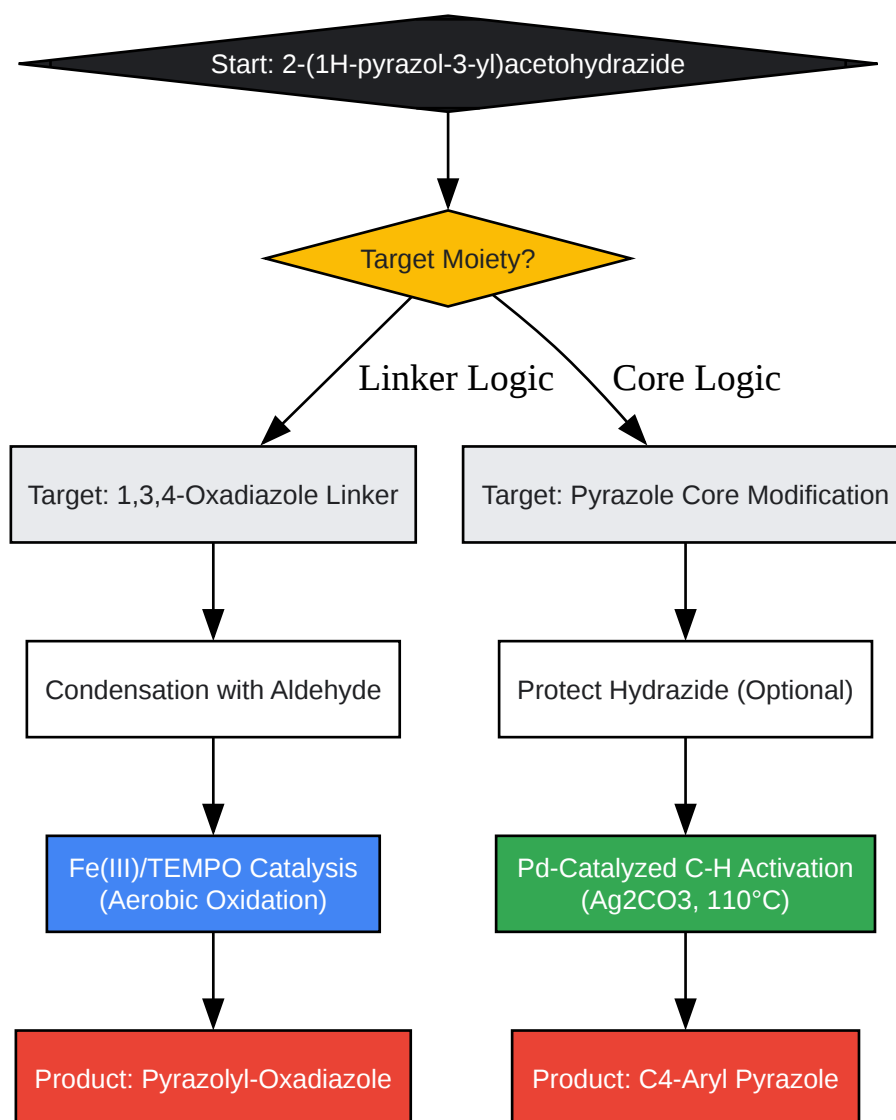 Start: 2-(1H-pyrazol-3-yl)acetohydrazide
Target Moiety?
Linker Logic
Core Logic
Target: 1,3,4-Oxadiazole Linker
Target: Pyrazole Core Modification
Condensation with Aldehyde
Protect Hydrazide (Optional)
Fe(III)/TEMPO Catalysis
(Aerobic Oxidation)
Pd-Catalyzed C-H Activation
(Ag2CO3, 110°C)
Product: Pyrazolyl-Oxadiazole
Product: C4-Aryl Pyrazole